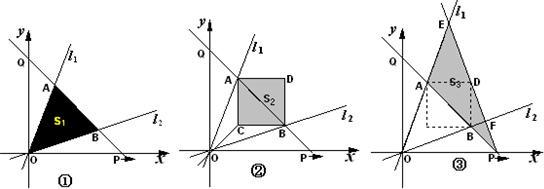 y
l₁
Q
A
S₁
B
l₂
O
P
x
①
y
l₁
Q
A
D
S₂
C
B
l₂
O
P
x
②
y
E
l₁
Q
A
S₃
D
B
F
l₂
O
P
x
③